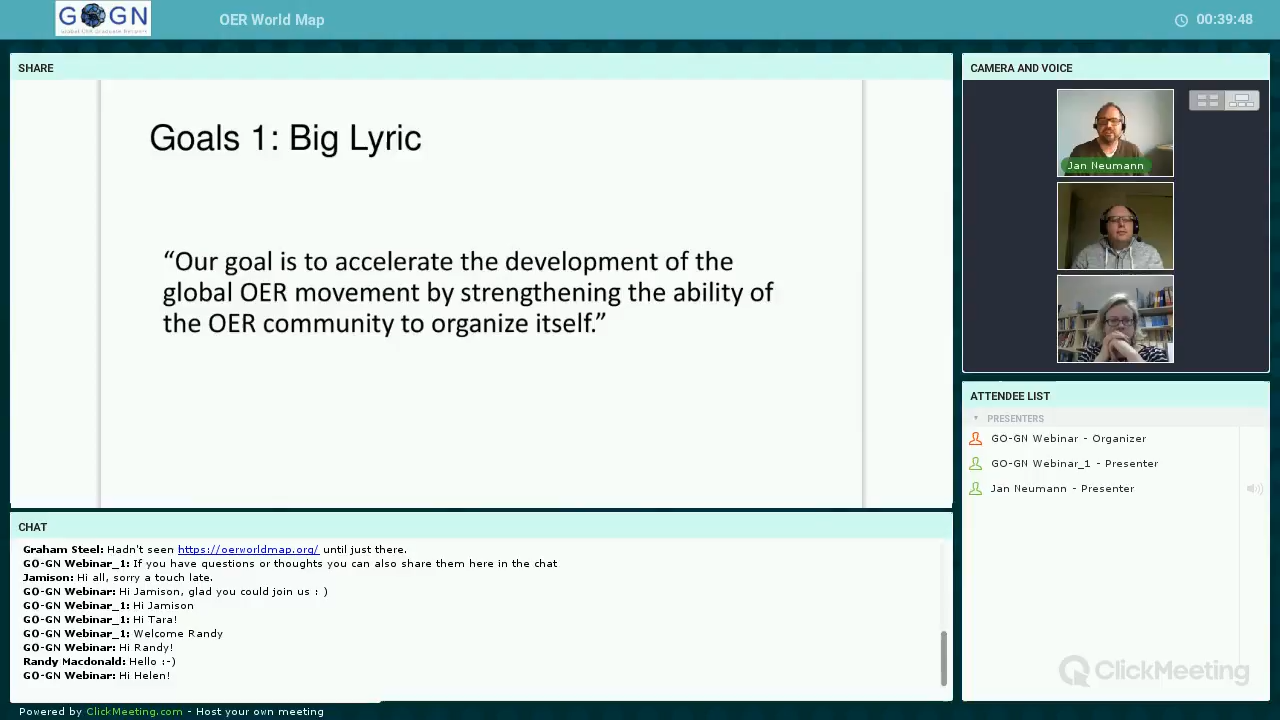 GOGN
Global OER Graduate Network
OER World Map
00:39:48
SHARE
Goals 1: Big Lyric
“Our goal is to accelerate the development of the
global OER movement by strengthening the ability of
the OER community to organize itself.”
CAMERA AND VOICE
Jan Neumann
ATTENDEE LIST
PRESENTERS
GO-GN Webinar - Organizer
GO-GN Webinar_1 - Presenter
Jan Neumann - Presenter
CHAT
Graham Steel: Hadn't seen https://oerworldmap.org/ until just there.
GO-GN Webinar_1: If you have questions or thoughts you can also share them here in the chat
Jamison: Hi all, sorry a touch late.
GO-GN Webinar: Hi Jamison, glad you could join us : )
GO-GN Webinar_1: Hi Jamison
GO-GN Webinar_1: Hi Tara!
GO-GN Webinar_1: Welcome Randy
GO-GN Webinar: Hi Randy!
Randy Macdonald: Hello :-)
GO-GN Webinar: Hi Helen!
ClickMeeting
Powered by ClickMeeting.com - Host your own meeting